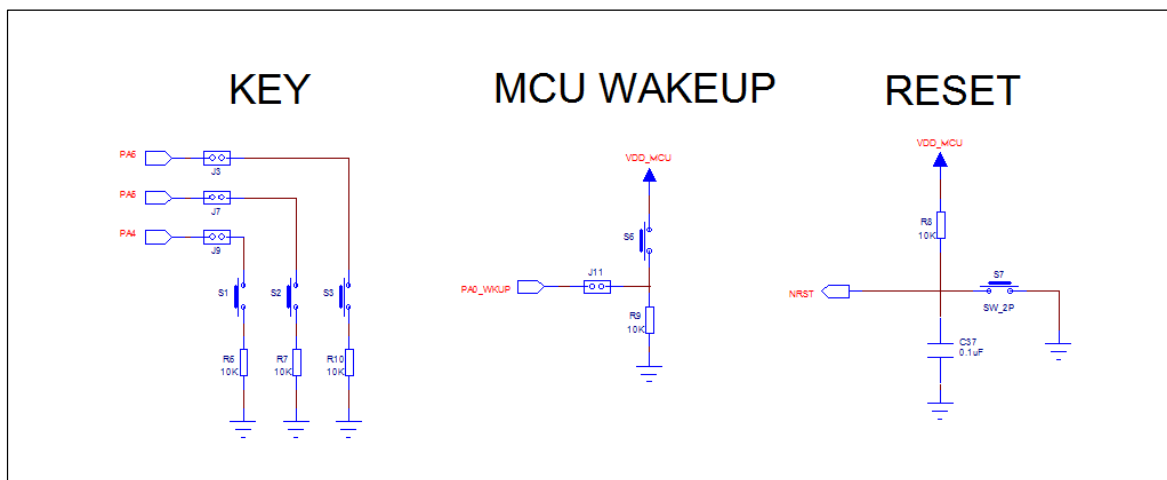 KEY
MCU WAKEUP
RESET
PA6
J3
PA5
J7
PA4
J9
S1
S2
S3
R6
10K
R7
10K
R10
10K
VDD_MCU
S6
J11
PA0_WKUP
R9
10K
VDD_MCU
R8
10K
S7
NRST
SW_2P
C37
0.1uF